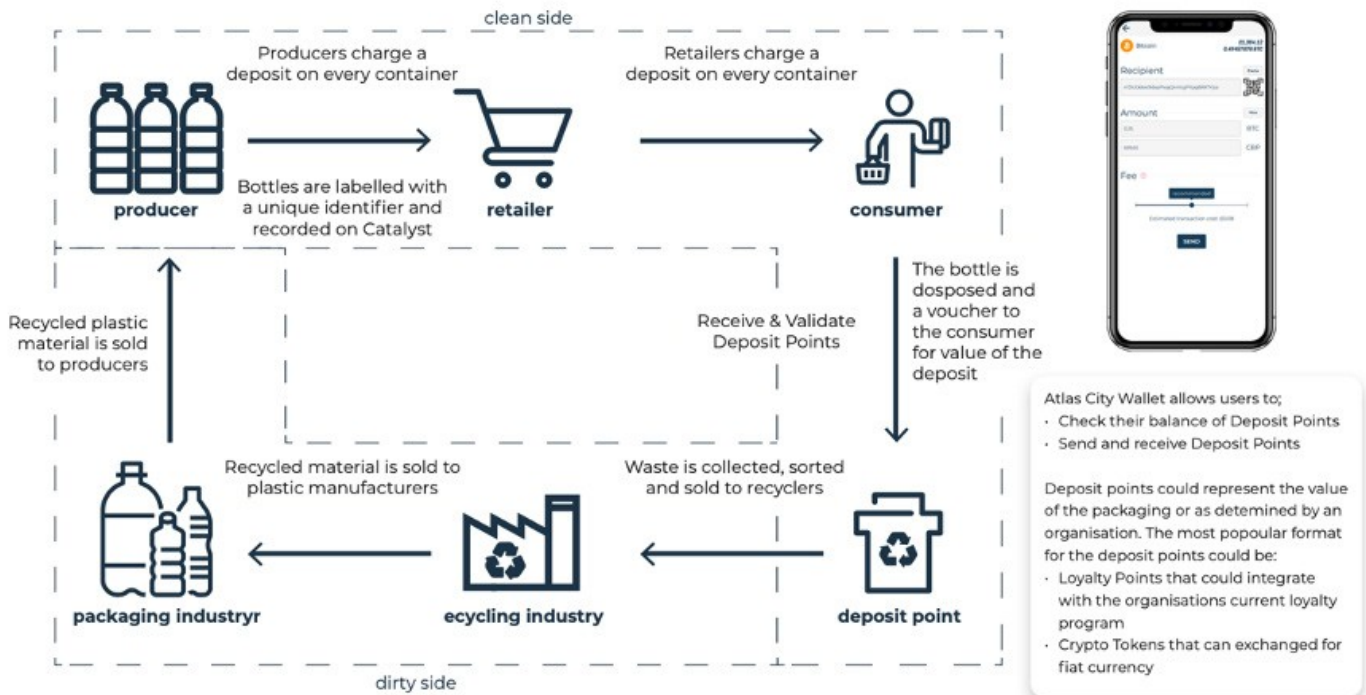 clean side
Producers charge a
deposit on every container
Retailers charge a
deposit on every container
producer
Bottles are labelled with
a unique identifier and
recorded on Catalyst
retailer
consumer
The bottle is
dosposed and
a voucher to
the consumer
for value of the
deposit
Receive & Validate
Deposit Points
Recycled plastic
material is sold
to producers
Recycled material is sold to
plastic manufacturers
Waste is collected, sorted
and sold to recyclers
packaging industryr
ecycling industry
deposit point
dirty side
Bitcoin
Recipient
Amount
BTC
Fee
SEND
Atlas City Wallet allows users to;
· Check their balance of Deposit Points
· Send and receive Deposit Points
Deposit points could represent the value
of the packaging or as detemined by an
organisation. The most popoular format
for the deposit points could be:
· Loyalty Points that could integrate
with the organisations current loyalty
program
· Crypto Tokens that can exchanged for
fiat currency